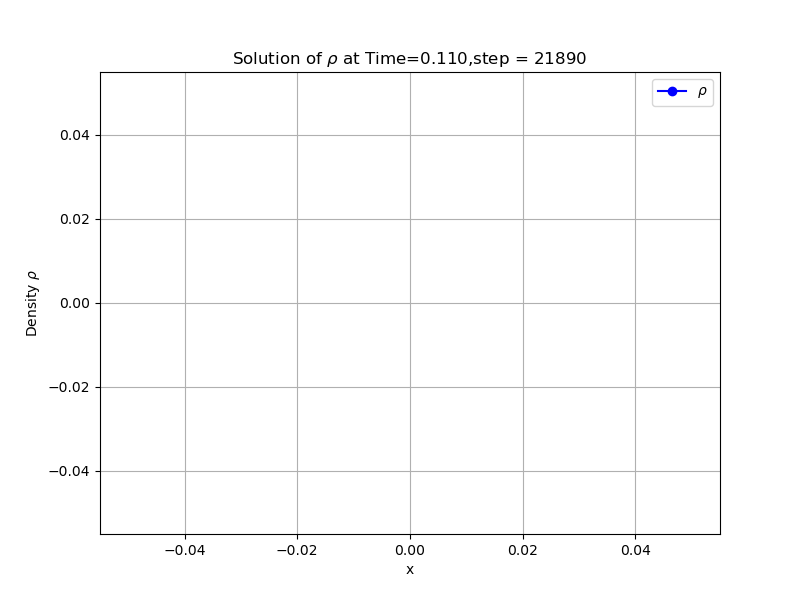 Solution of ρ at Time=0.110,step = 21890
ρ
0.04
0.02
0.00
−0.02
−0.04
Density ρ
−0.04 −0.02 0.00 0.02 0.04
x